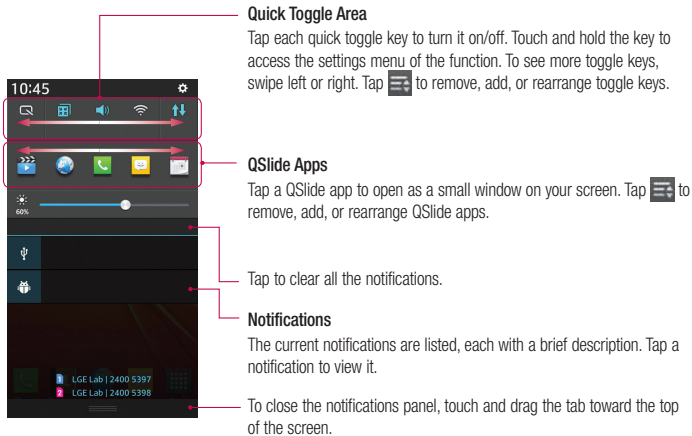 Quick Toggle Area
Tap each quick toggle key to turn it on/off. Touch and hold the key to
access the settings menu of the function. To see more toggle keys,
swipe left or right. Tap to remove, add, or rearrange toggle keys.
10:45
QSlide Apps
Tap a QSlide app to open as a small window on your screen. Tap to
remove, add, or rearrange QSlide apps.
60%
Tap to clear all the notifications.
Notifications
The current notifications are listed, each with a brief description. Tap a
notification to view it.
1 LGE Lab | 2400 5397
2 LGE Lab | 2400 5398
To close the notifications panel, touch and drag the tab toward the top
of the screen.